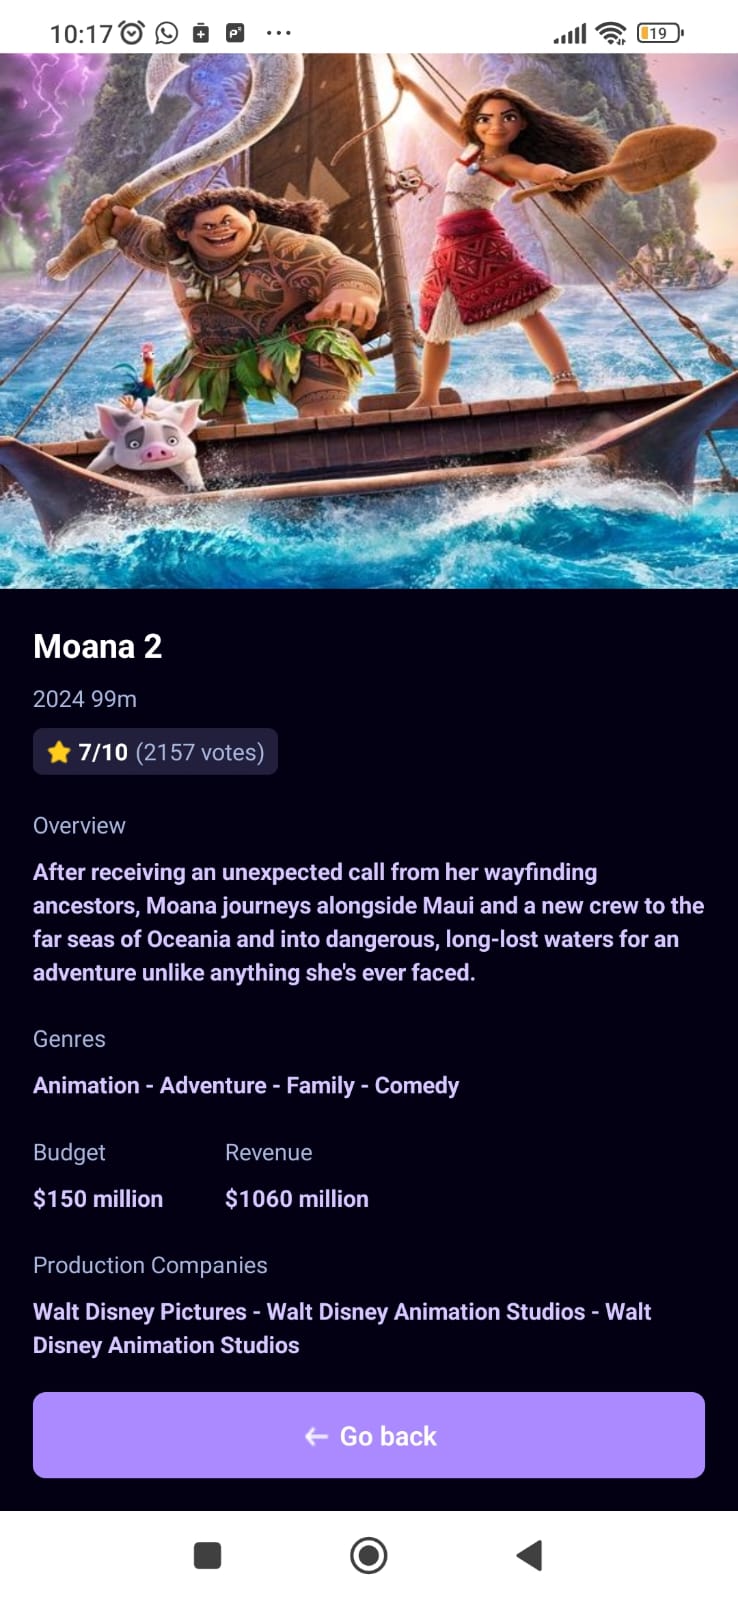 10:17
19
Moana 2
2024 99m
7/10 (2157 votes)
Overview
After receiving an unexpected call from her wayfinding
ancestors, Moana journeys alongside Maui and a new crew to the
far seas of Oceania and into dangerous, long-lost waters for an
adventure unlike anything she's ever faced.
Genres
Animation - Adventure - Family - Comedy
Budget Revenue
$150 million $1060 million
Production Companies
Walt Disney Pictures - Walt Disney Animation Studios - Walt
Disney Animation Studios
← Go back